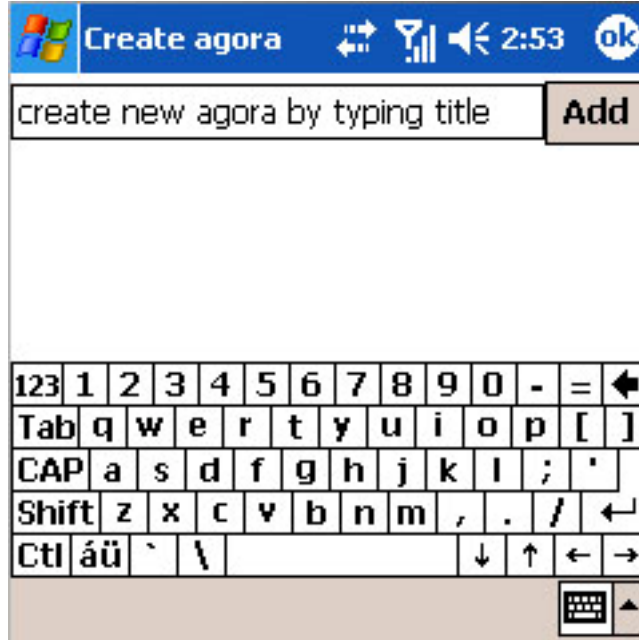 Create agora 2:53 ok
create new agora by typing title Add
123 1 2 3 4 5 6 7 8 9 0 - =
Tab q w e r t y u i o p [ ]
CAP a s d f g h j k l ; '
Shift z x c v b n m , . /
Ctl áü ` \ ↓ ↑ ← →